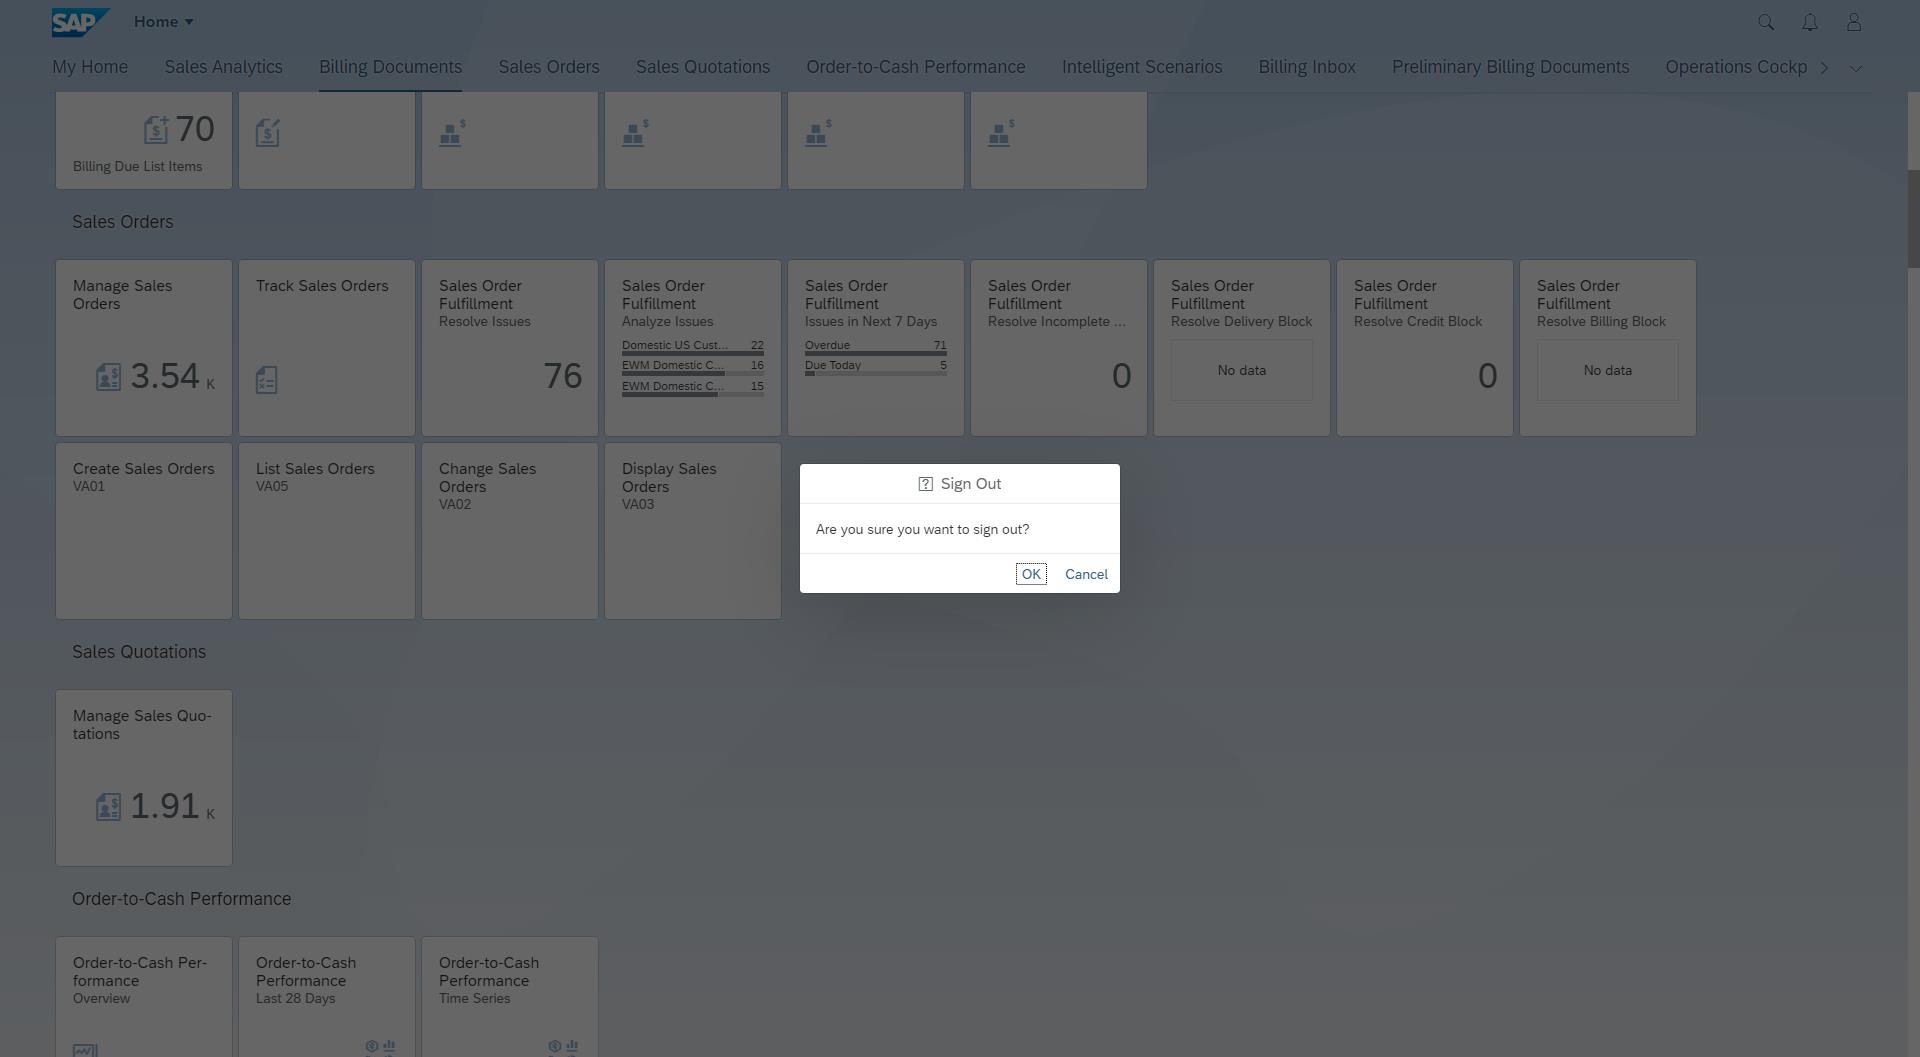 SAP Home
My Home Sales Analytics Billing Documents Sales Orders Sales Quotations Order-to-Cash Performance Intelligent Scenarios Billing Inbox Preliminary Billing Documents Operations Cockp
70
Billing Due List Items
Sales Orders
Manage Sales
Orders
3.54 K
Track Sales Orders
Sales Order
Fulfillment
Resolve Issues
76
Sales Order
Fulfillment
Analyze Issues
Domestic US Cust... 22
EWM Domestic C... 16
EWM Domestic C... 15
Sales Order
Fulfillment
Issues in Next 7 Days
Overdue 71
Due Today 5
Sales Order
Fulfillment
Resolve Incomplete ...
0
Sales Order
Fulfillment
Resolve Delivery Block
No data
Sales Order
Fulfillment
Resolve Credit Block
0
Sales Order
Fulfillment
Resolve Billing Block
No data
Create Sales Orders
VA01
List Sales Orders
VA05
Change Sales
Orders
VA02
Display Sales
Orders
VA03
Sign Out
Are you sure you want to sign out?
OK Cancel
Sales Quotations
Manage Sales Quo-
tations
1.91 K
Order-to-Cash Performance
Order-to-Cash Per-
formance
Overview
Order-to-Cash
Performance
Last 28 Days
Order-to-Cash
Performance
Time Series